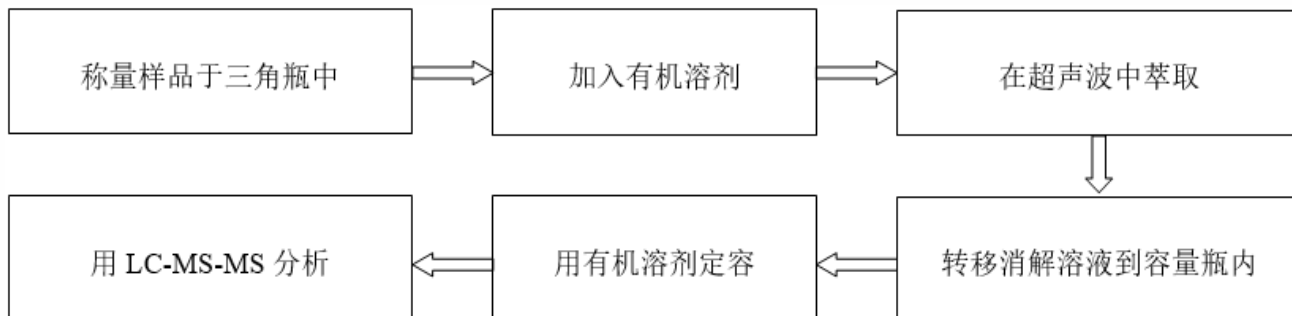 称量样品于三角瓶中
加入有机溶剂
在超声波中萃取
转移消解溶液到容量瓶内
用有机溶剂定容
用 LC-MS-MS 分析